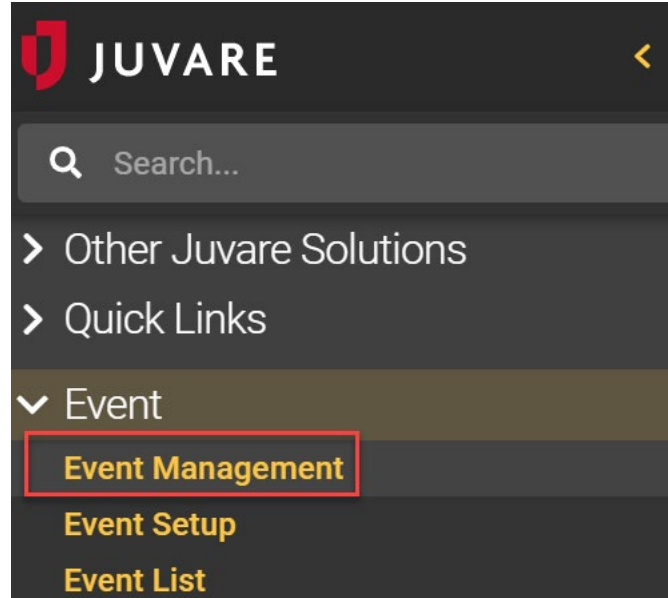 JUVARE
Search...
Other Juvare Solutions
Quick Links
Event
Event Management
Event Setup
Event List